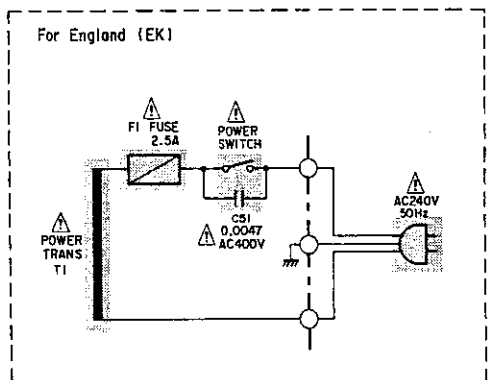 For England (EK)
F1 FUSE
2.5A
POWER
SWITCH
C51
0.0047
AC400V
POWER
TRANS
T1
AC240V
50Hz